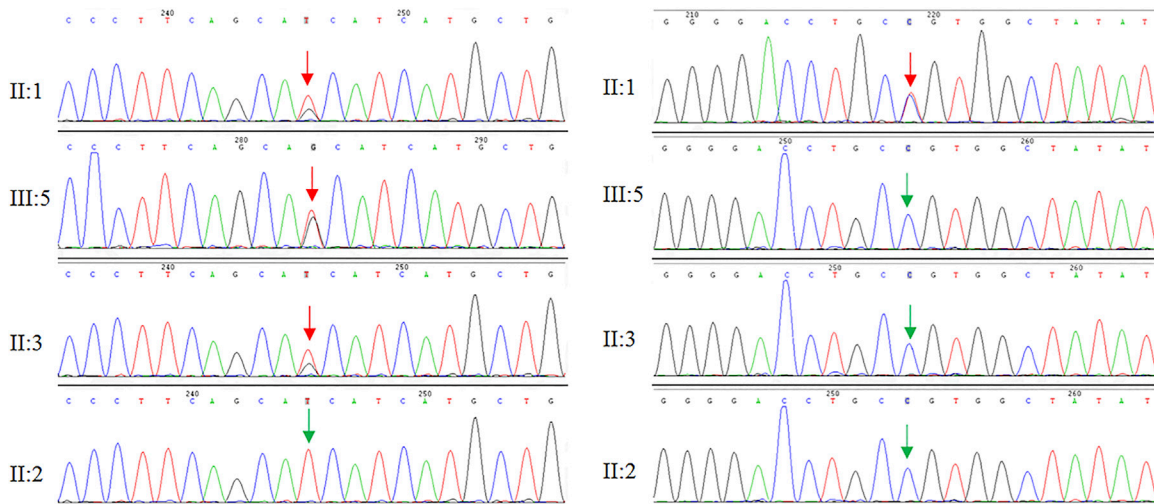 240 250
C C C T T C A G C A T C A T C A T G C T G
II:1
210 220
G G G G A C C T G C C G T G G C T A T A T
II:1
280 290
C C C T T C A G C A G C A T C A T G C T G
III:5
250 260
G G G G A C C T G C C G T G G C T A T A T
III:5
240 250
C C C T T C A G C A T C A T C A T G C T G
II:3
250 260
G G G G A C C T G C C G T G G C T A T A T
II:3
240 250
C C C T T C A G C A T C A T C A T G C T G
II:2
250 260
G G G G A C C T G C C G T G G C T A T A T
II:2